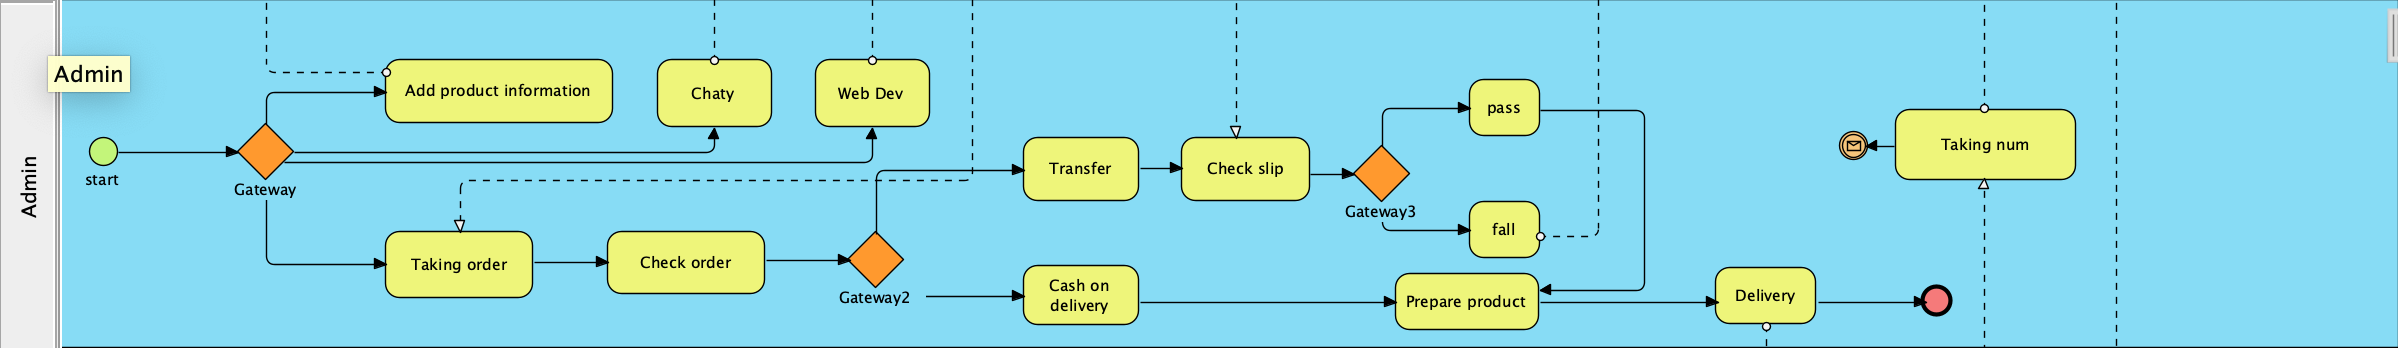 Admin
Admin
start
Gateway
Add product information
Chaty
Web Dev
Taking order
Check order
Gateway2
Transfer
Check slip
Gateway3
pass
fall
Cash on
delivery
Prepare product
Delivery
Taking num